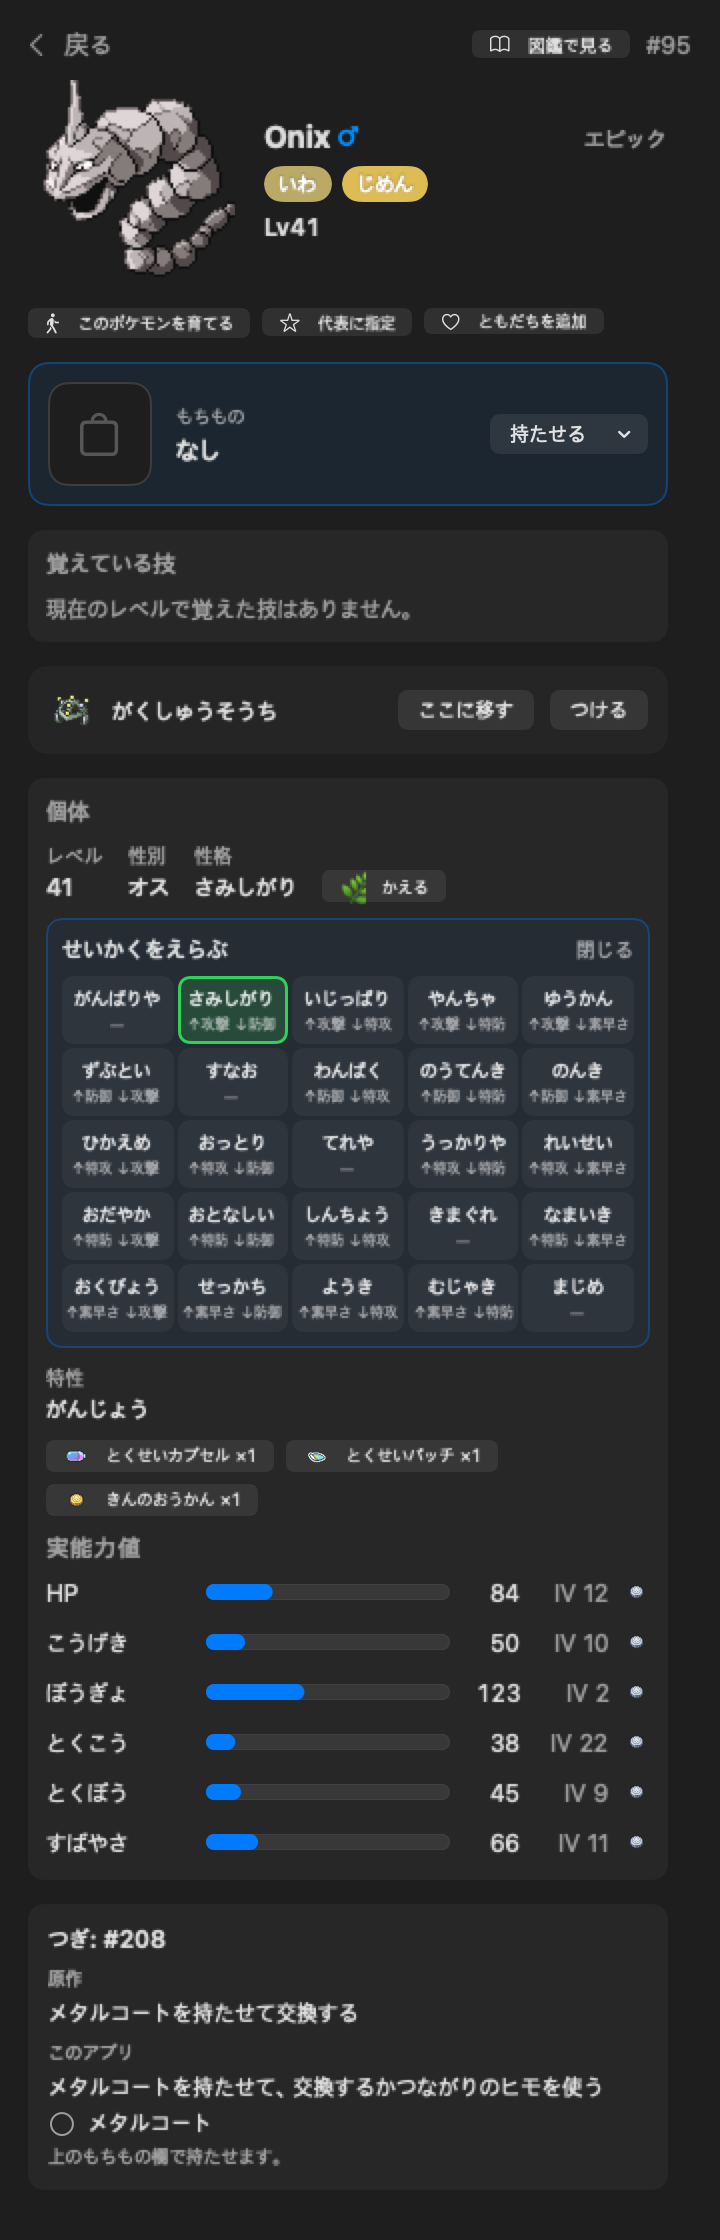 戻る 図鑑で見る #95
Onix ♂ エピック
いわ じめん
Lv41
このポケモンを育てる 代表に指定 ともだちを追加
もちもの
なし 持たせる
覚えている技
現在のレベルで覚えた技はありません。
がくしゅうそうち ここに移す つける
個体
レベル 性別 性格
41 オス さみしがり かえる
せいかくをえらぶ 閉じる
がんばりや さみしがり いじっぱり やんちゃ ゆうかん
— ↑攻撃 ↓防御 ↑攻撃 ↓特攻 ↑攻撃 ↓特防 ↑攻撃 ↓素早さ
ずぶとい すなお わんぱく のうてんき のんき
↑防御 ↓攻撃 — ↑防御 ↓特攻 ↑防御 ↓特防 ↑防御 ↓素早さ
ひかえめ おっとり てれや うっかりや れいせい
↑特攻 ↓攻撃 ↑特攻 ↓防御 — ↑特攻 ↓特防 ↑特攻 ↓素早さ
おだやか おとなしい しんちょう きまぐれ なまいき
↑特防 ↓攻撃 ↑特防 ↓防御 ↑特防 ↓特攻 — ↑特防 ↓素早さ
おくびょう せっかち ようき むじゃき まじめ
↑素早さ ↓攻撃 ↑素早さ ↓防御 ↑素早さ ↓特攻 ↑素早さ ↓特防 —
特性
がんじょう
とくせいカプセル ×1 とくせいパッチ ×1
きんのおうかん ×1
実能力値
HP 84 IV 12
こうげき 50 IV 10
ぼうぎょ 123 IV 2
とくこう 38 IV 22
とくぼう 45 IV 9
すばやさ 66 IV 11
つぎ: #208
原作
メタルコートを持たせて交換する
このアプリ
メタルコートを持たせて、交換するかつながりのヒモを使う
メタルコート
上のもちもの欄で持たせます。